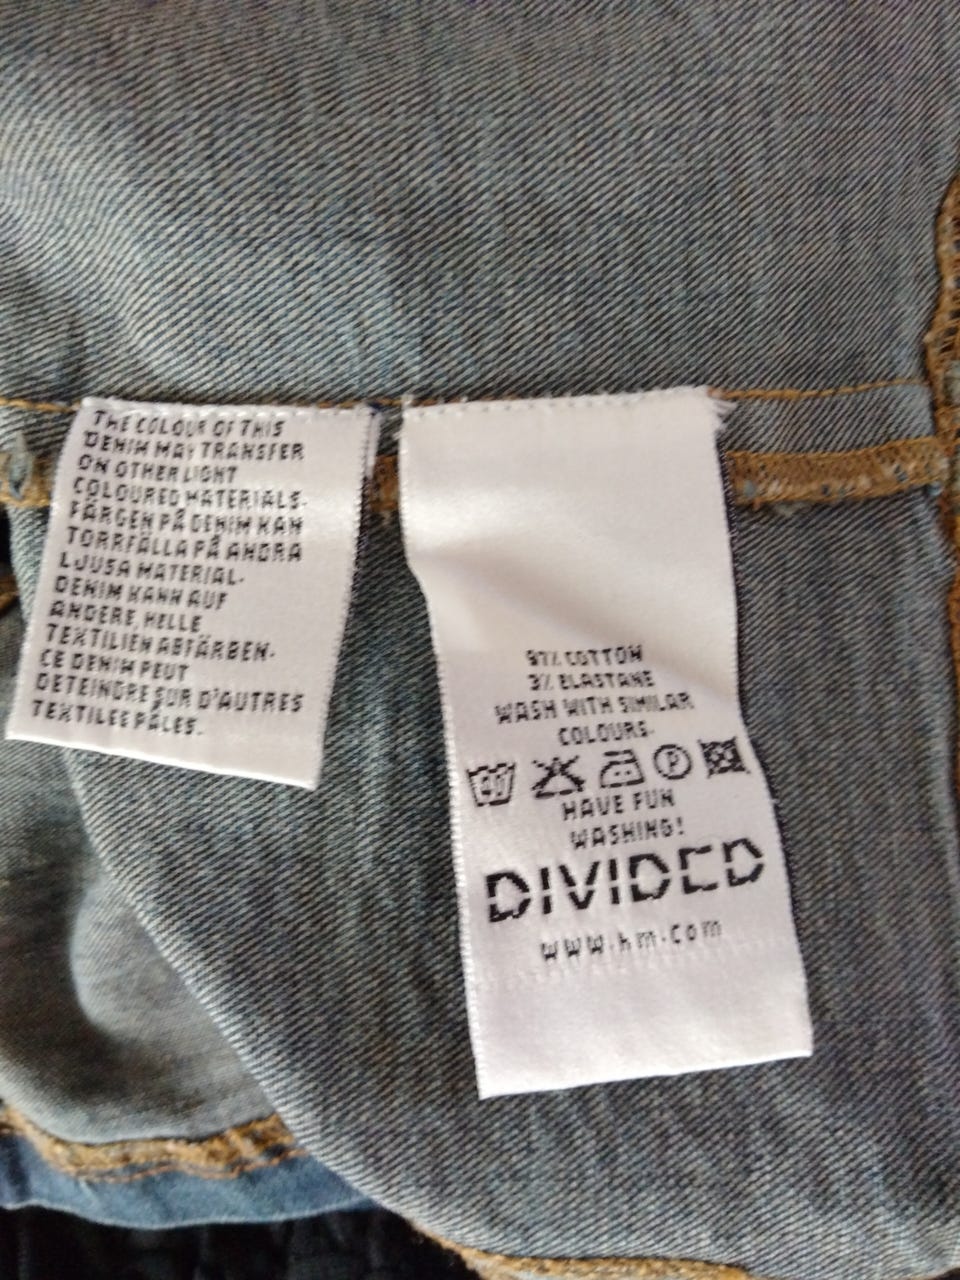 THE COLOUR OF THIS
DENIM MAY TRANSFER
ON OTHER LIGHT
COLOURED MATERIALS.
FÄRGEN PÅ DENIM KAN
TORRFÄLLA PÅ ANDRA
LJUSA MATERIAL.
DENIM KANN AUF
ANDERE, HELLE
TEXTILIEN ABFÄRBEN.
CE DENIM PEUT
DETEINDRE SUR D'AUTRES
TEXTILES PÂLES.
97% COTTON
3% ELASTANE
WASH WITH SIMILAR
COLOURS.
40 P
HAVE FUN
WASHING!
DIVIDED
www.hm.com